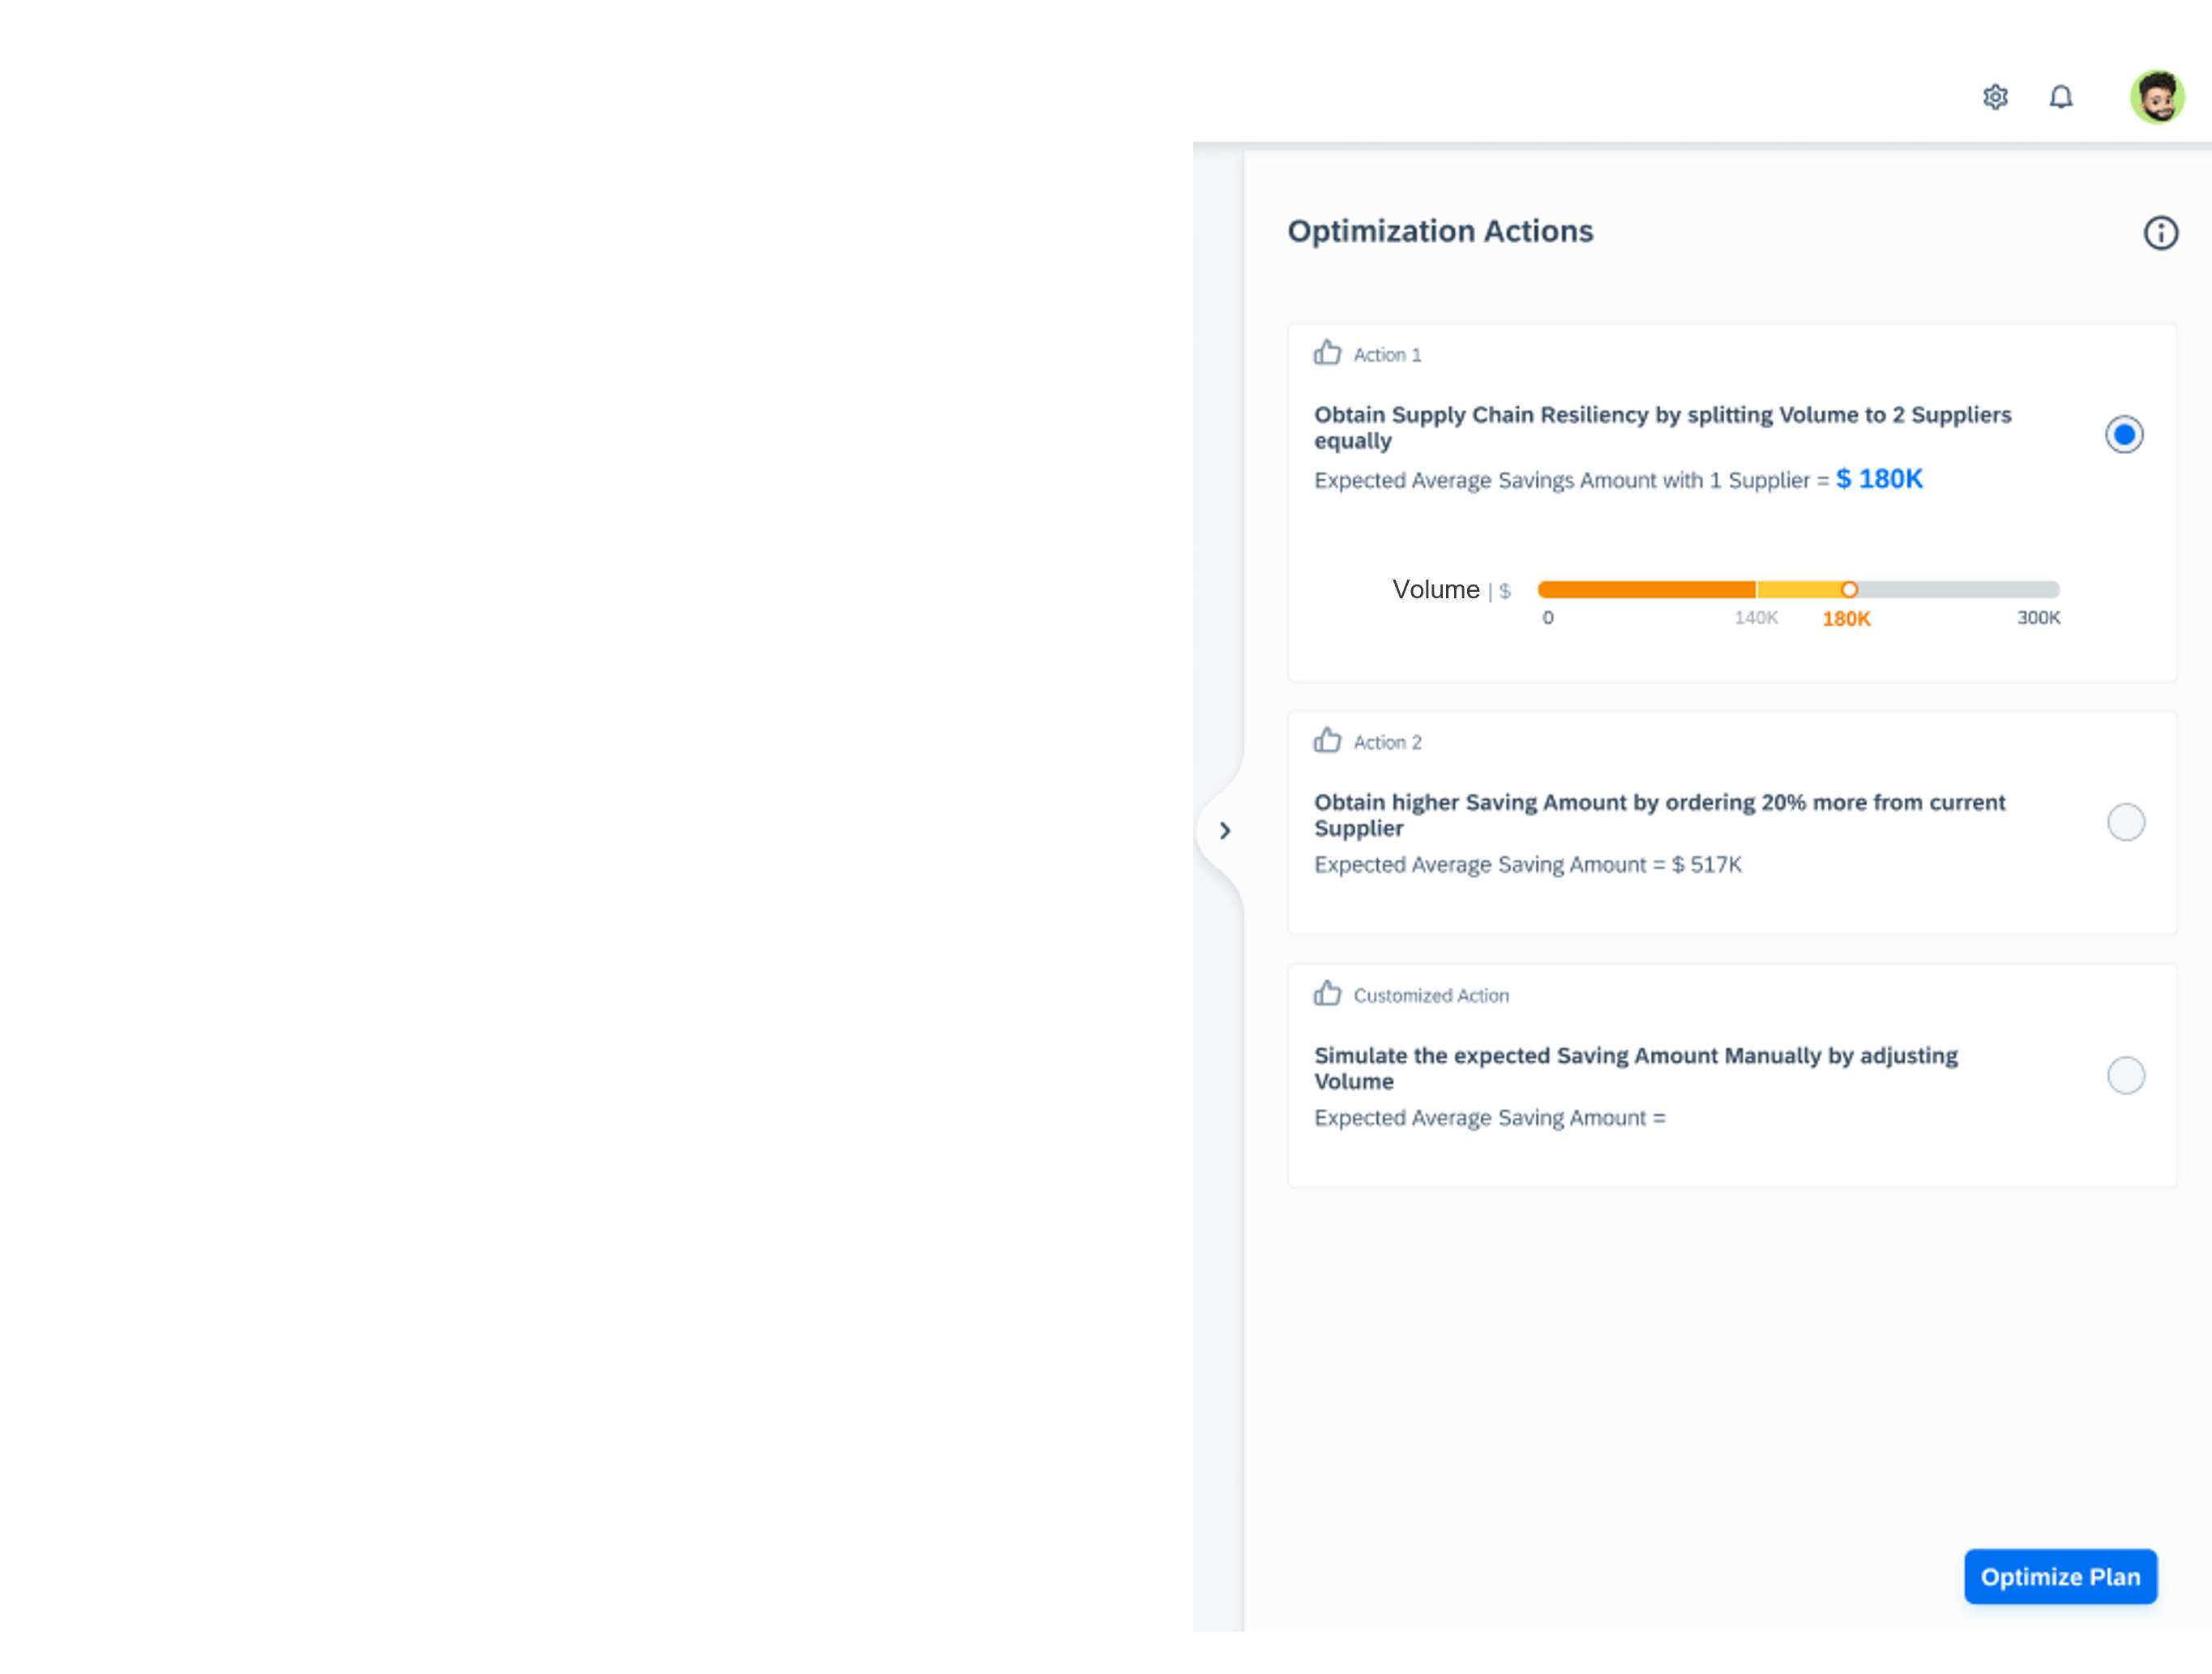 Optimization Actions
Action 1
Obtain Supply Chain Resiliency by splitting Volume to 2 Suppliers
equally
Expected Average Savings Amount with 1 Supplier = $ 180K
Volume | $
0 140K 180K 300K
Action 2
Obtain higher Saving Amount by ordering 20% more from current
Supplier
Expected Average Saving Amount = $ 517K
Customized Action
Simulate the expected Saving Amount Manually by adjusting
Volume
Expected Average Saving Amount =
Optimize Plan